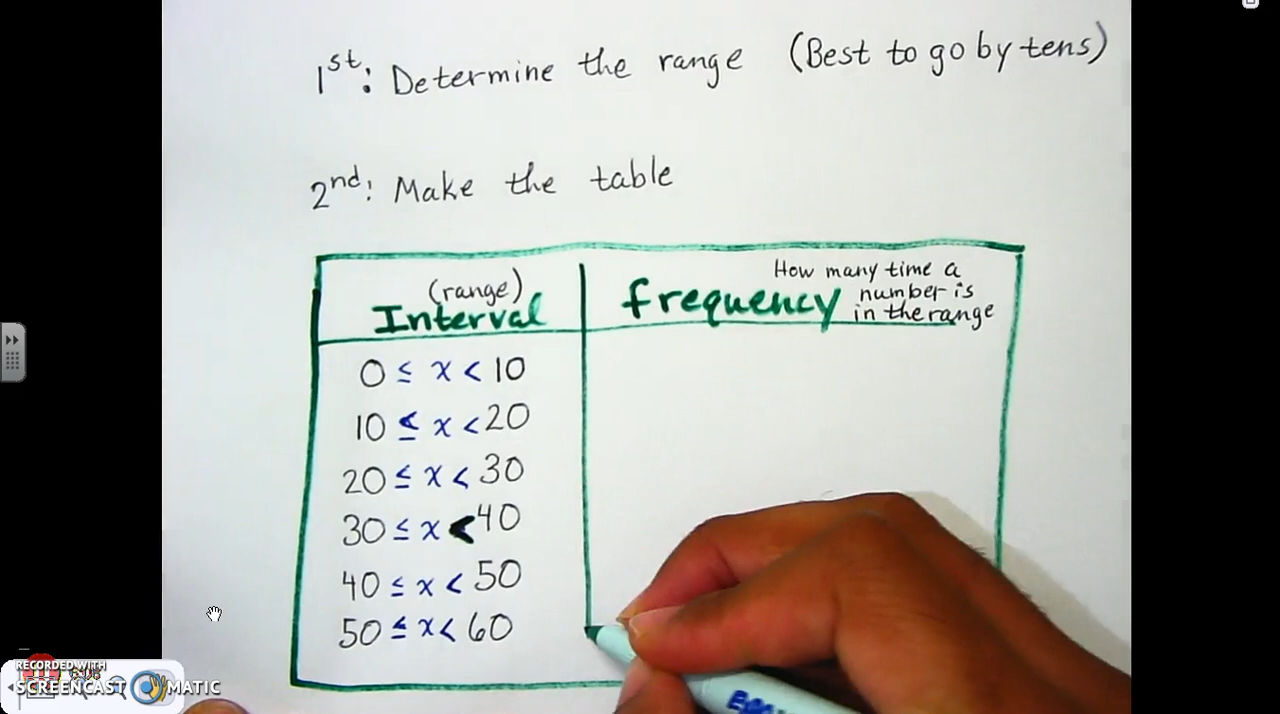 1st: Determine the range (Best to go by tens)
2nd: Make the table
(range)
Interval
frequency
How many time a
number is
in the range
0 ≤ x < 10
10 ≤ x < 20
20 ≤ x < 30
30 ≤ x < 40
40 ≤ x < 50
50 ≤ x < 60
RECORDED WITH
SCREENCAST MATIC